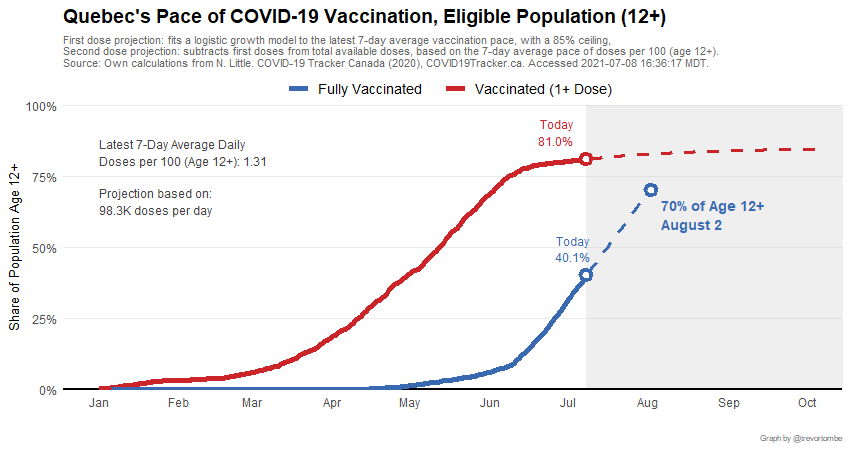 Quebec's Pace of COVID-19 Vaccination, Eligible Population (12+)
First dose projection: fits a logistic growth model to the latest 7-day average vaccination pace, with a 85% ceiling,
Second dose projection: subtracts first doses from total available doses, based on the 7-day average pace of doses per 100 (age 12+).
Source: Own calculations from N. Little. COVID-19 Tracker Canada (2020), COVID19Tracker.ca. Accessed 2021-07-08 16:36:17 MDT.
Fully Vaccinated
Vaccinated (1+ Dose)
Share of Population Age 12+
100%
75%
50%
25%
0%
Latest 7-Day Average Daily
Doses per 100 (Age 12+): 1.31
Projection based on:
98.3K doses per day
Today
81.0%
Today
40.1%
70% of Age 12+
August 2
Jan
Feb
Mar
Apr
May
Jun
Jul
Aug
Sep
Oct
Graph by @trevortombe